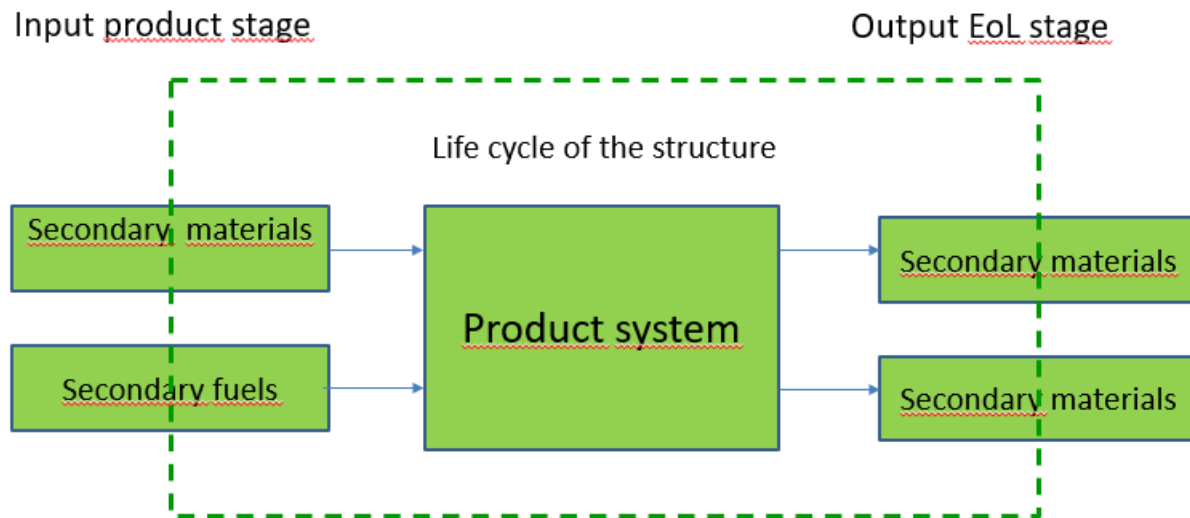 Input product stage
Output EoL stage
Life cycle of the structure
Secondary materials
Secondary fuels
Product system
Secondary materials
Secondary materials